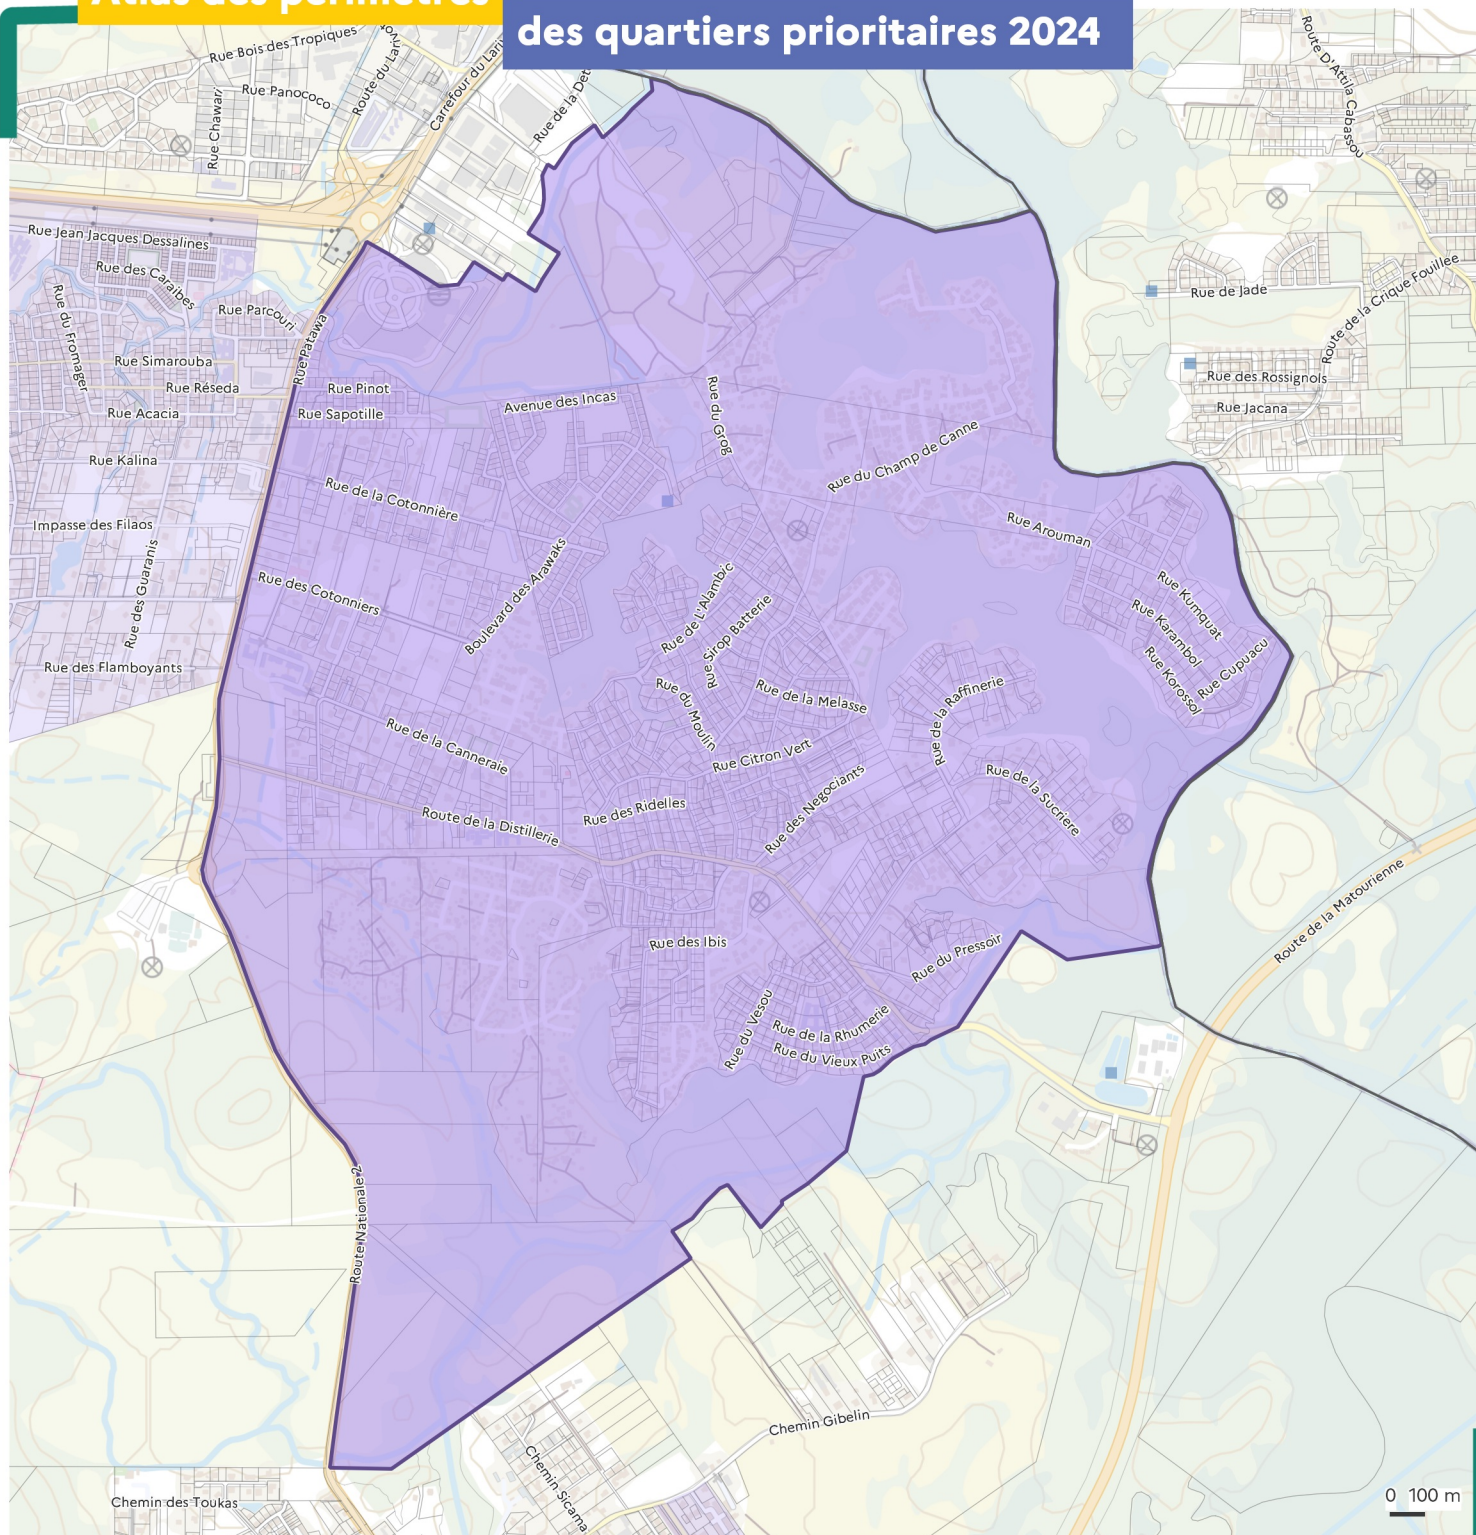 Atlas des périmètres
des quartiers prioritaires 2024
Rue Bois des Tropiques
Rue Panococo
Rue Chawari
Carrefour du Lari
Route D'Attila Cabassou
Rue Jean Jacques Dessalines
Rue des Caraibes
Rue du Fromager
Rue Parcouri
Rue Patawa
Rue Simarouba
Rue Réseda
Rue Acacia
Rue Kalina
Impasse des Filaos
Rue des Guaranis
Rue des Flamboyants
Rue Pinot
Rue Sapotille
Avenue des Incas
Rue du Grog
Rue de Jade
Route de la Crique Fouillee
Rue des Rossignols
Rue Jacana
Rue du Champ de Canne
Rue de la Cotonnière
Rue Arouman
Rue des Cotonniers
Boulevard des Arawaks
Rue de L'Alambic
Rue Sirop Batterie
Rue Kumquat
Rue Karambol
Rue Korossol
Rue Cupuacu
Rue du Moulin
Rue de la Melasse
Rue de la Raffinerie
Rue de la Canneraie
Rue Citron Vert
Rue des Negociants
Rue de la Sucriere
Rue des Ridelles
Route de la Distillerie
Route de la Matourienne
Rue des Ibis
Rue du Pressoir
Rue du Vesou
Rue de la Rhumerie
Rue du Vieux Puits
Route Nationale 2
Chemin Gibelin
Chemin Sicama
Chemin des Toukas
0 100 m